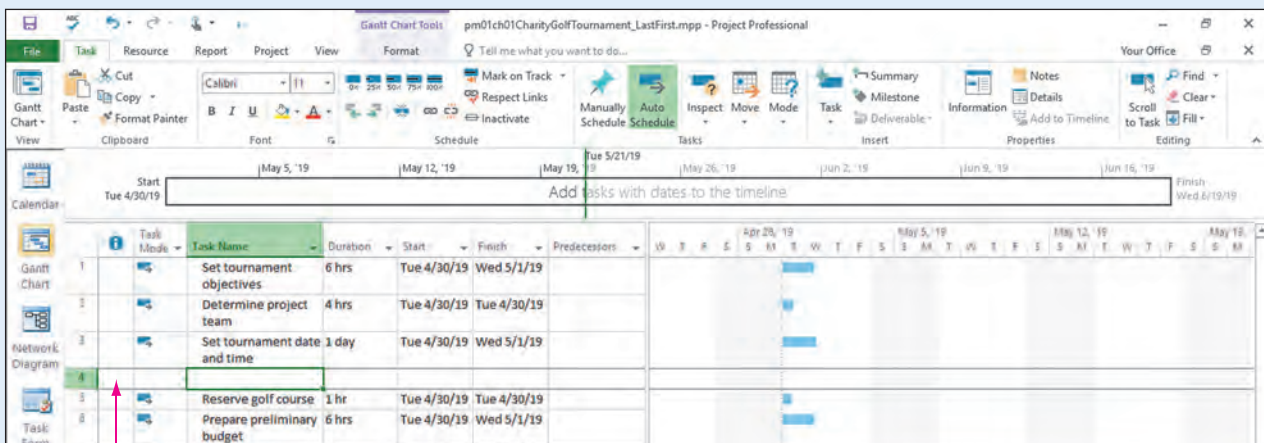 Gantt Chart Tools
pm01ch01CharityGolfTournament_LastFirst.mpp - Project Professional
File
Task
Resource
Report
Project
View
Format
Tell me what you want to do...
Your Office
Gantt Chart
View
Paste
Cut
Copy
Format Painter
Clipboard
Calibri
11
B I U
A
Font
0% 25% 50% 75% 100%
Mark on Track
Respect Links
Inactivate
Schedule
Manually Schedule
Auto Schedule
Inspect
Move
Mode
Tasks
Task
Summary
Milestone
Deliverable
Insert
Information
Notes
Details
Add to Timeline
Properties
Scroll to Task
Find
Clear
Fill
Editing
Tue 5/21/19
May 5, '19
May 12, '19
May 19, '19
May 26, '19
Jun 2, '19
Jun 9, '19
Jun 16, '19
Start
Tue 4/30/19
Add tasks with dates to the timeline
Finish
Wed 6/19/19
Calendar
Gantt Chart
Network Diagram
Task Form
Task Mode
Task Name
Duration
Start
Finish
Predecessors
Apr 28, '19
May 5, '19
May 12, '19
May 19,
W T F S S M T W T F S S M T W T F S S M T W T F S S M
1 Set tournament objectives 6 hrs Tue 4/30/19 Wed 5/1/19
2 Determine project team 4 hrs Tue 4/30/19 Tue 4/30/19
3 Set tournament date and time 1 day Tue 4/30/19 Wed 5/1/19
4
5 Reserve golf course 1 hr Tue 4/30/19 Tue 4/30/19
6 Prepare preliminary budget 6 hrs Tue 4/30/19 Wed 5/1/19